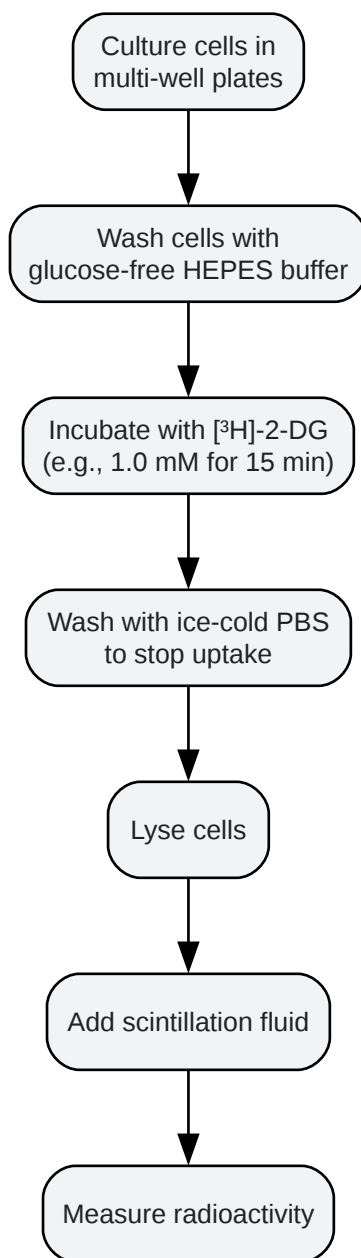 Culture cells in
multi-well plates
Wash cells with
glucose-free HEPES buffer
Incubate with [³H]-2-DG
(e.g., 1.0 mM for 15 min)
Wash with ice-cold PBS
to stop uptake
Lyse cells
Add scintillation fluid
Measure radioactivity